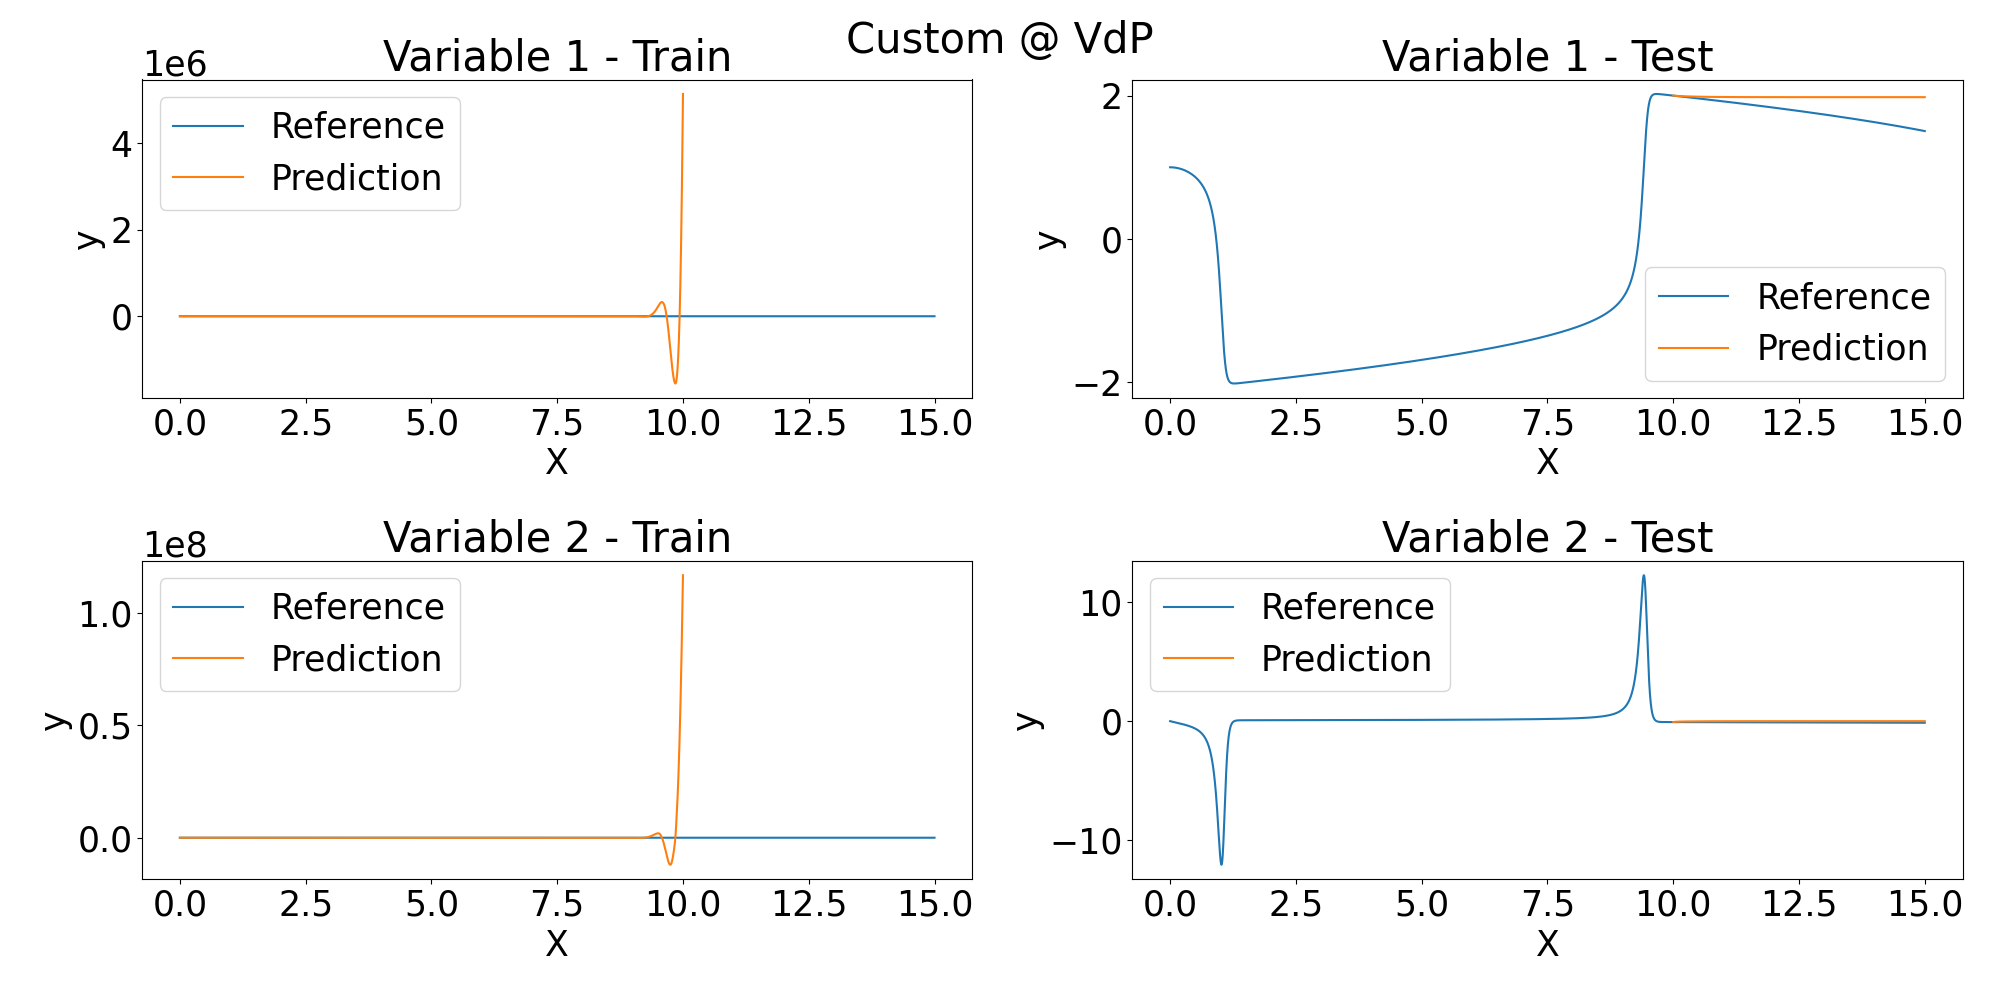 Custom @ VdP
Variable 1 - Train
1e6
Reference
Prediction
4
2
0
y
0.0 2.5 5.0 7.5 10.0 12.5 15.0
X
Variable 1 - Test
2
0
−2
y
Reference
Prediction
0.0 2.5 5.0 7.5 10.0 12.5 15.0
X
Variable 2 - Train
1e8
Reference
Prediction
1.0
0.5
0.0
y
0.0 2.5 5.0 7.5 10.0 12.5 15.0
X
Variable 2 - Test
Reference
Prediction
10
0
−10
y
0.0 2.5 5.0 7.5 10.0 12.5 15.0
X